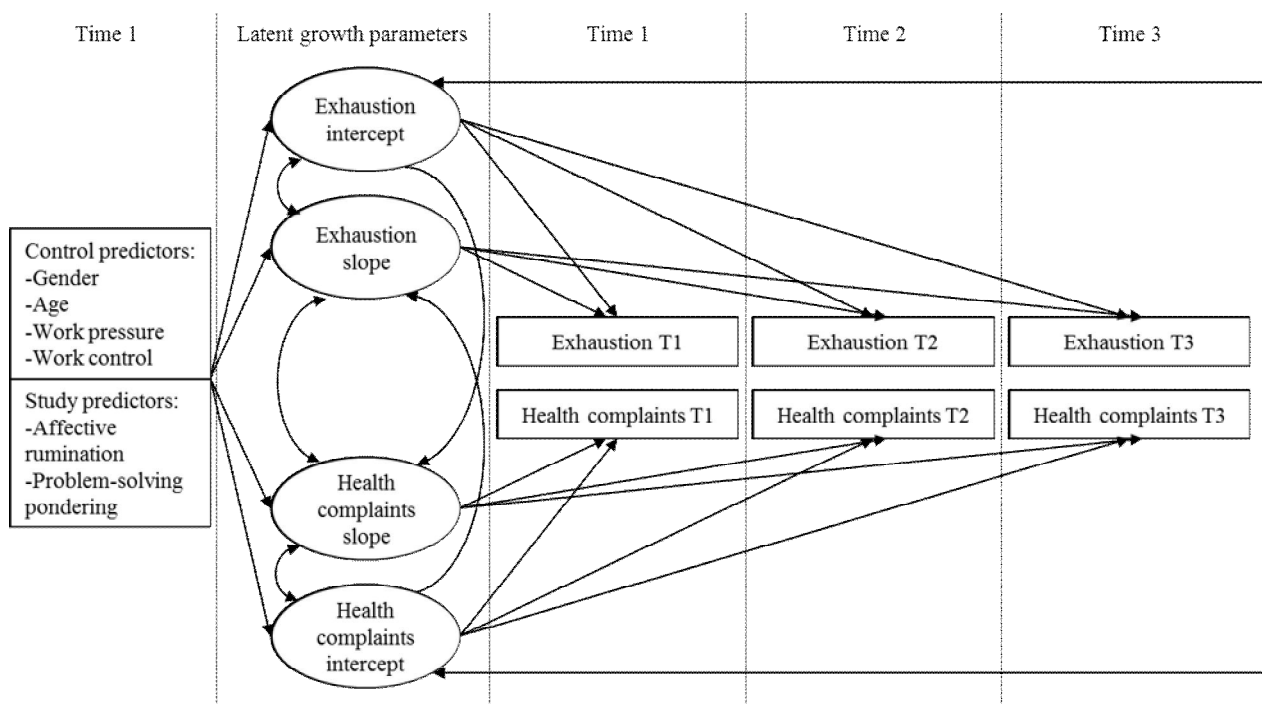 Time 1
Latent growth parameters
Time 1
Time 2
Time 3
Exhaustion
intercept
Exhaustion
slope
Control predictors:
-Gender
-Age
-Work pressure
-Work control
Study predictors:
-Affective
rumination
-Problem-solving
pondering
Exhaustion T1
Exhaustion T2
Exhaustion T3
Health complaints T1
Health complaints T2
Health complaints T3
Health
complaints
slope
Health
complaints
intercept